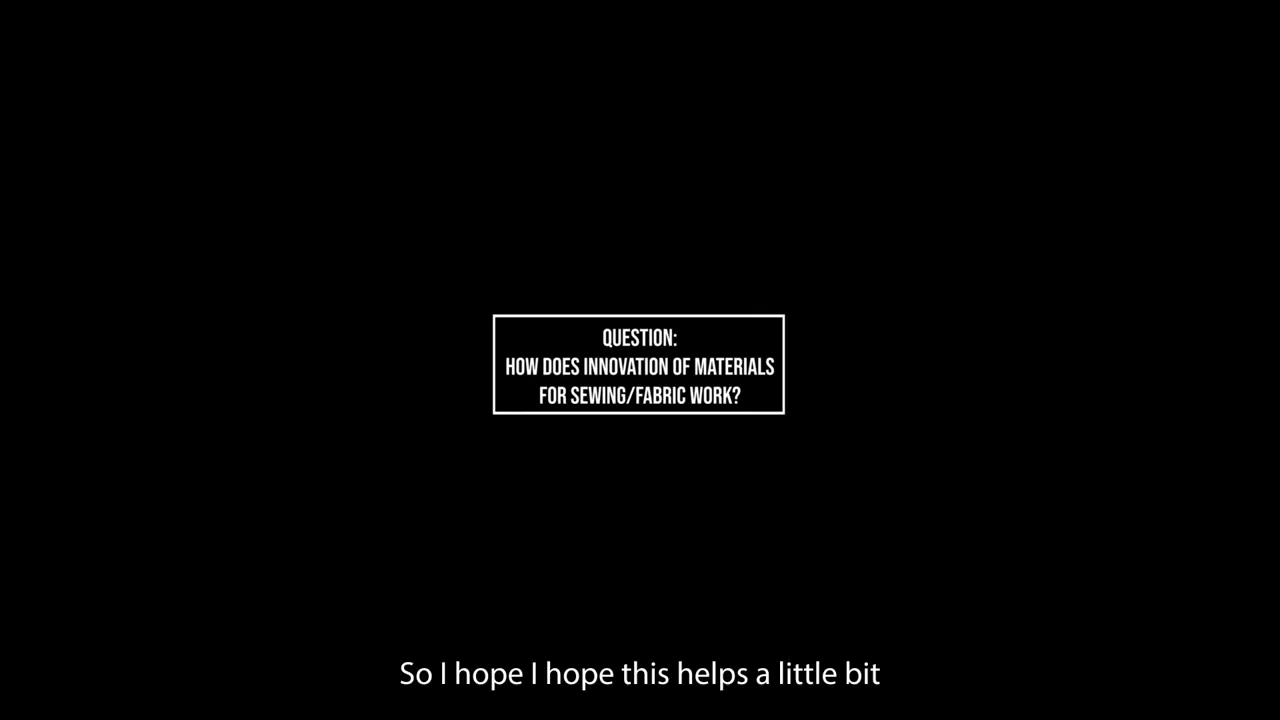 QUESTION:
HOW DOES INNOVATION OF MATERIALS
FOR SEWING/FABRIC WORK?
So I hope I hope this helps a little bit